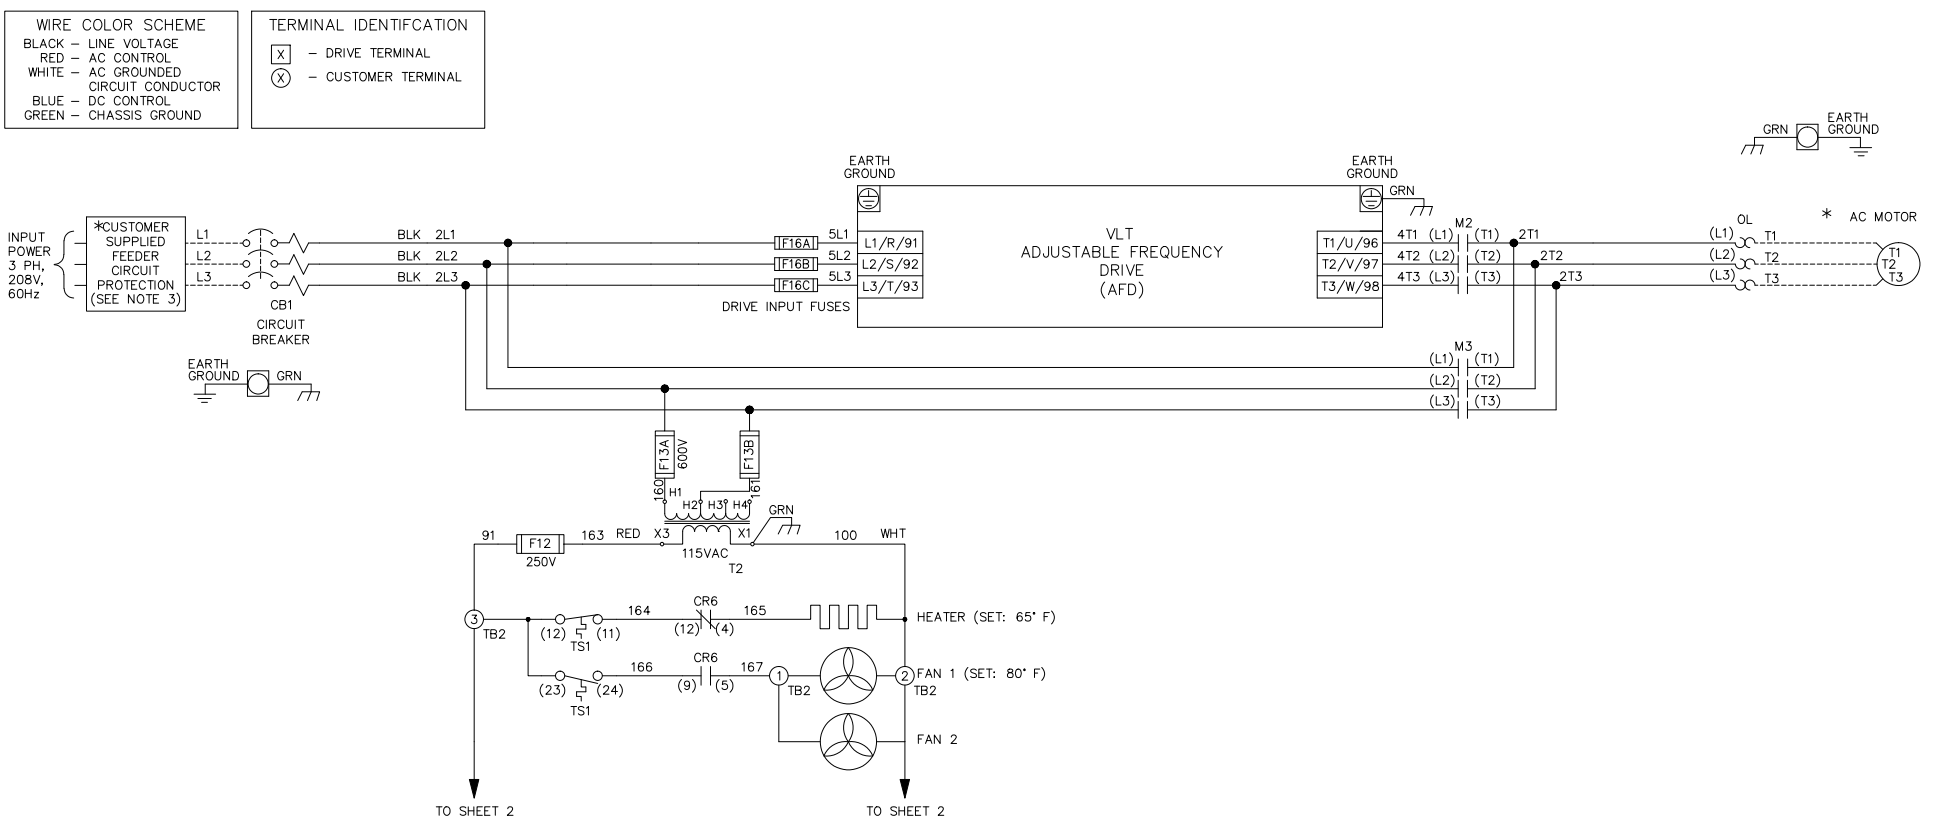 WIRE COLOR SCHEME
BLACK – LINE VOLTAGE
RED – AC CONTROL
WHITE – AC GROUNDED
CIRCUIT CONDUCTOR
BLUE – DC CONTROL
GREEN – CHASSIS GROUND
TERMINAL IDENTIFCATION
X – DRIVE TERMINAL
X – CUSTOMER TERMINAL
GRN
EARTH
GROUND
INPUT
POWER
3 PH,
208V,
60Hz
*CUSTOMER
SUPPLIED
FEEDER
CIRCUIT
PROTECTION
(SEE NOTE 3)
L1
L2
L3
CB1
CIRCUIT
BREAKER
BLK 2L1
BLK 2L2
BLK 2L3
F16A
F16B
F16C
5L1
5L2
5L3
DRIVE INPUT FUSES
EARTH
GROUND
L1/R/91
L2/S/92
L3/T/93
VLT
ADJUSTABLE FREQUENCY
DRIVE
(AFD)
EARTH
GROUND
GRN
T1/U/96
T2/V/97
T3/W/98
4T1 (L1) M2 (T1) 2T1
4T2 (L2) (T2) 2T2
4T3 (L3) (T3) 2T3
OL
(L1) T1
(L2) T2
(L3) T3
* AC MOTOR
T1
T2
T3
EARTH
GROUND
GRN
M3
(L1) (T1)
(L2) (T2)
(L3) (T3)
F13A
600V
F13B
160
161
H1
H2 H3 H4
GRN
91
F12
250V
163 RED X3
X1
115VAC
T2
100 WHT
3
TB2
(12) (11)
TS1
164
CR6
(12) (4)
165
HEATER (SET: 65° F)
(23) (24)
TS1
166
CR6
(9) (5)
167
1
TB2
2
TB2
FAN 1 (SET: 80° F)
FAN 2
TO SHEET 2
TO SHEET 2